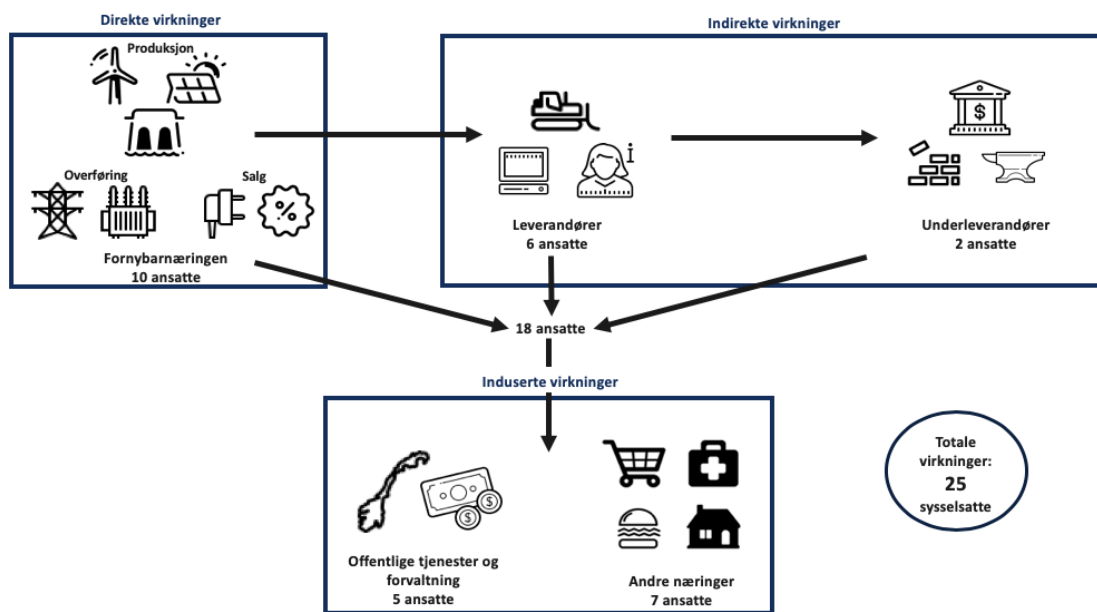 Direkte virkninger
Produksjon
Overføring
Salg
Fornybarnæringen
10 ansatte
Indirekte virkninger
Leverandører
6 ansatte
Underleverandører
2 ansatte
18 ansatte
Induserte virkninger
Offentlige tjenester og
forvaltning
5 ansatte
Andre næringer
7 ansatte
Totale
virkninger:
25
sysselsatte